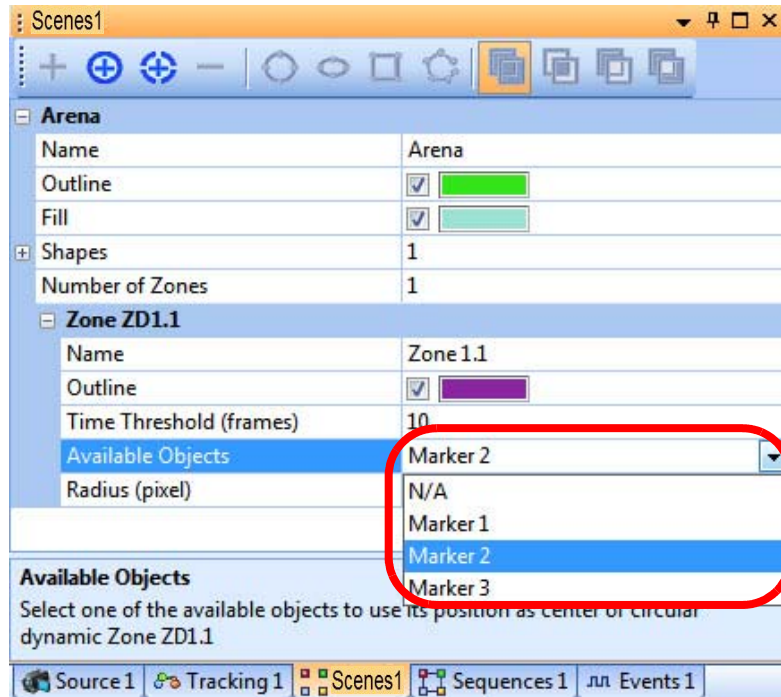 Scenes1
Arena
Name Arena
Outline
Fill
Shapes 1
Number of Zones 1
Zone ZD1.1
Name Zone 1.1
Outline
Time Threshold (frames) 10
Available Objects Marker 2
Radius (pixel)
N/A
Marker 1
Marker 2
Marker 3
Available Objects
Select one of the available objects to use its position as center of circular
dynamic Zone ZD1.1
Source 1 Tracking 1 Scenes1 Sequences 1 Events 1